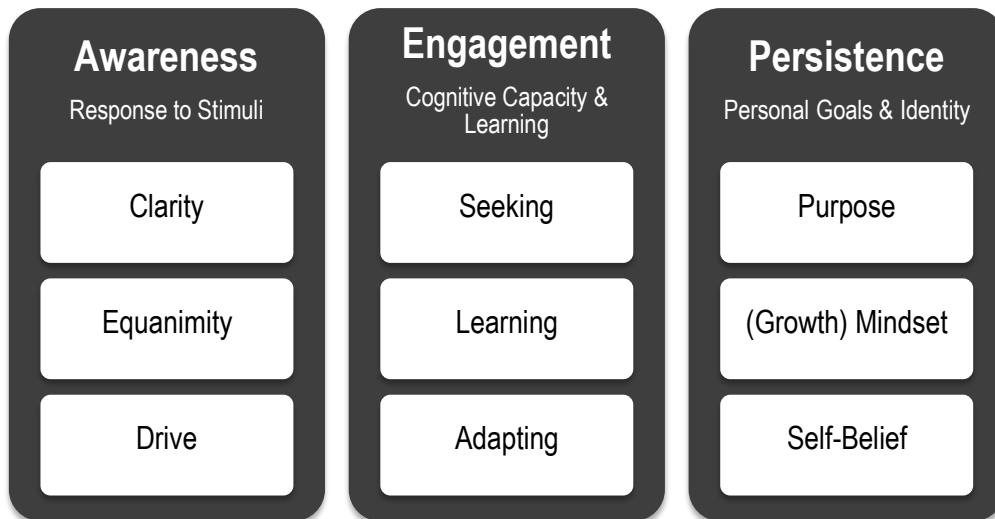 Awareness
Response to Stimuli
Clarity
Equanimity
Drive
Engagement
Cognitive Capacity &
Learning
Seeking
Learning
Adapting
Persistence
Personal Goals & Identity
Purpose
(Growth) Mindset
Self-Belief